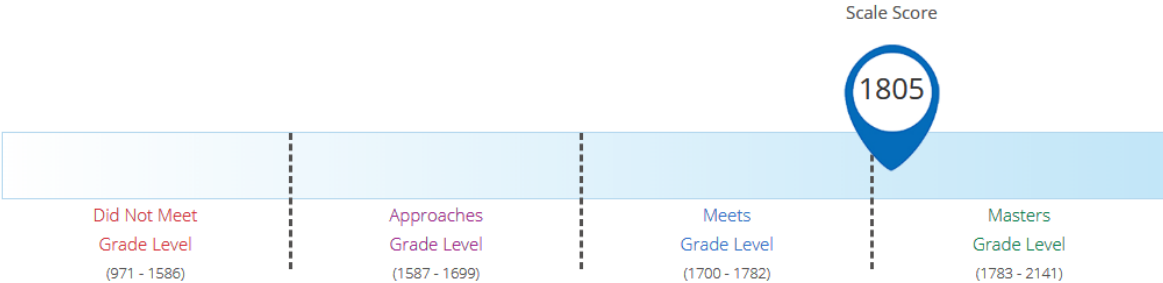 Scale Score
1805
Did Not Meet
Grade Level
(971 - 1586)
Approaches
Grade Level
(1587 - 1699)
Meets
Grade Level
(1700 - 1782)
Masters
Grade Level
(1783 - 2141)